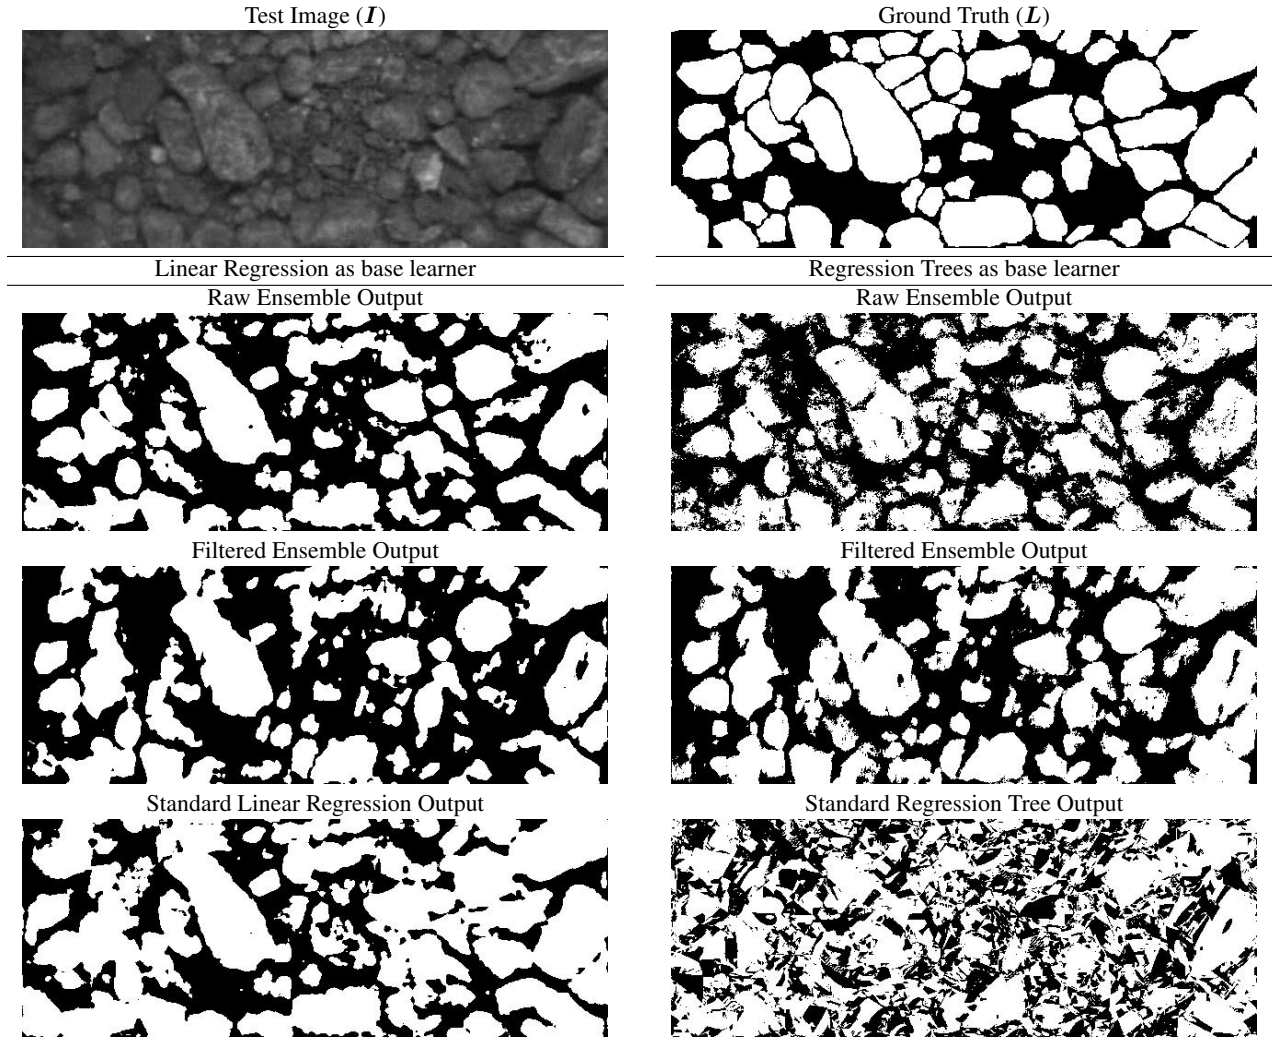 Test Image (I)
Ground Truth (L)
Linear Regression as base learner
Regression Trees as base learner
Raw Ensemble Output
Raw Ensemble Output
Filtered Ensemble Output
Filtered Ensemble Output
Standard Linear Regression Output
Standard Regression Tree Output